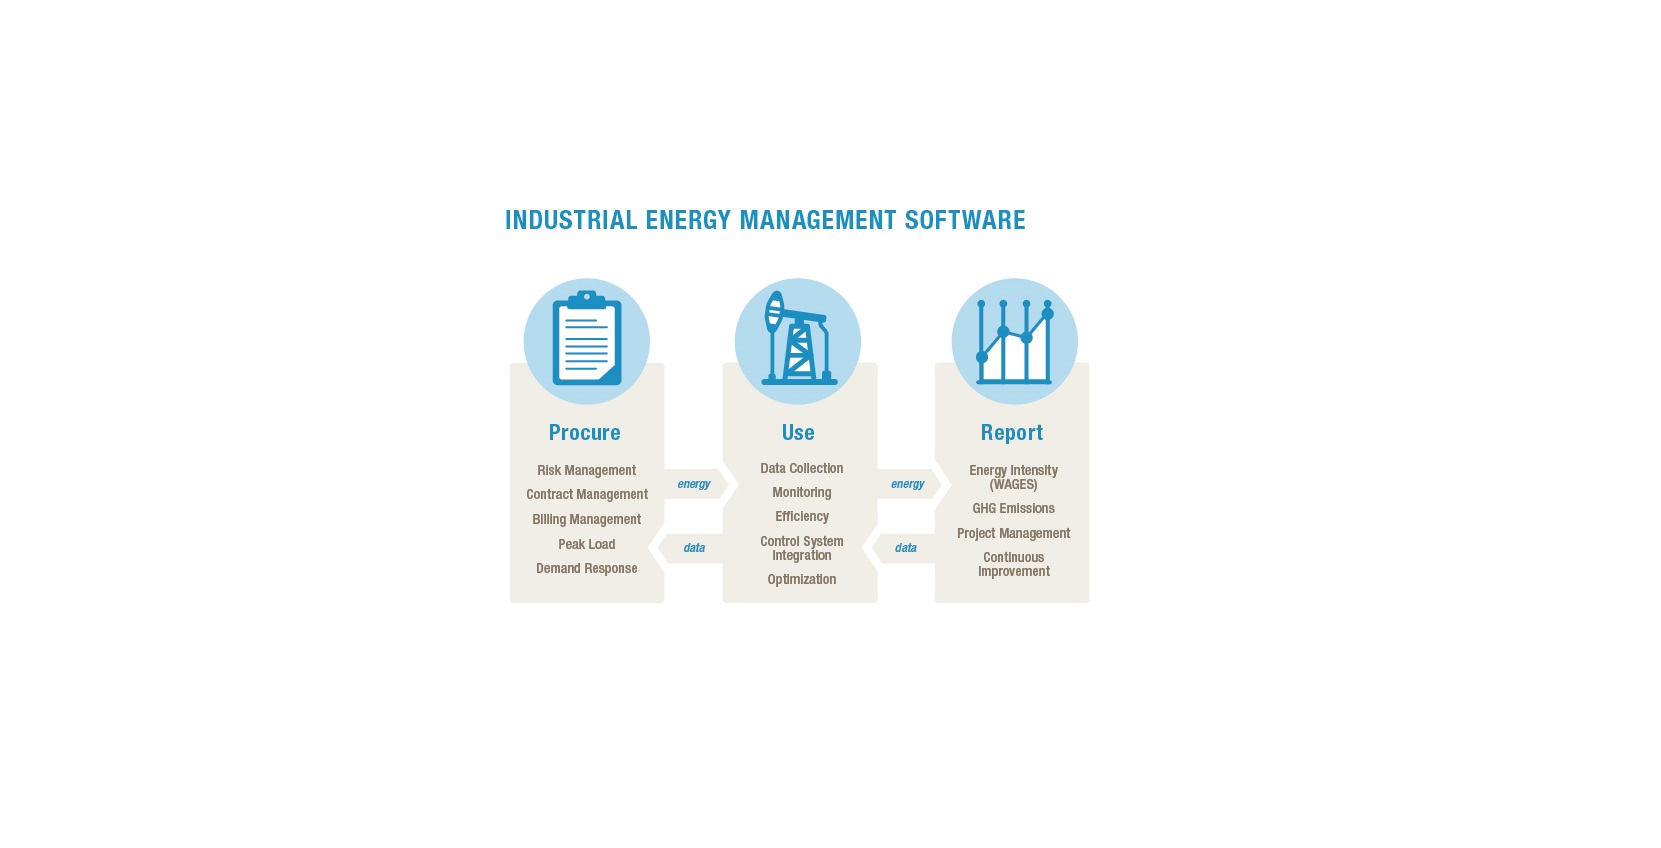 INDUSTRIAL ENERGY MANAGEMENT SOFTWARE
Procure
Risk Management
Contract Management
Billing Management
Peak Load
Demand Response
energy
data
Use
Data Collection
Monitoring
Efficiency
Control System
Integration
Optimization
energy
data
Report
Energy Intensity
(WAGES)
GHG Emissions
Project Management
Continuous
Improvement